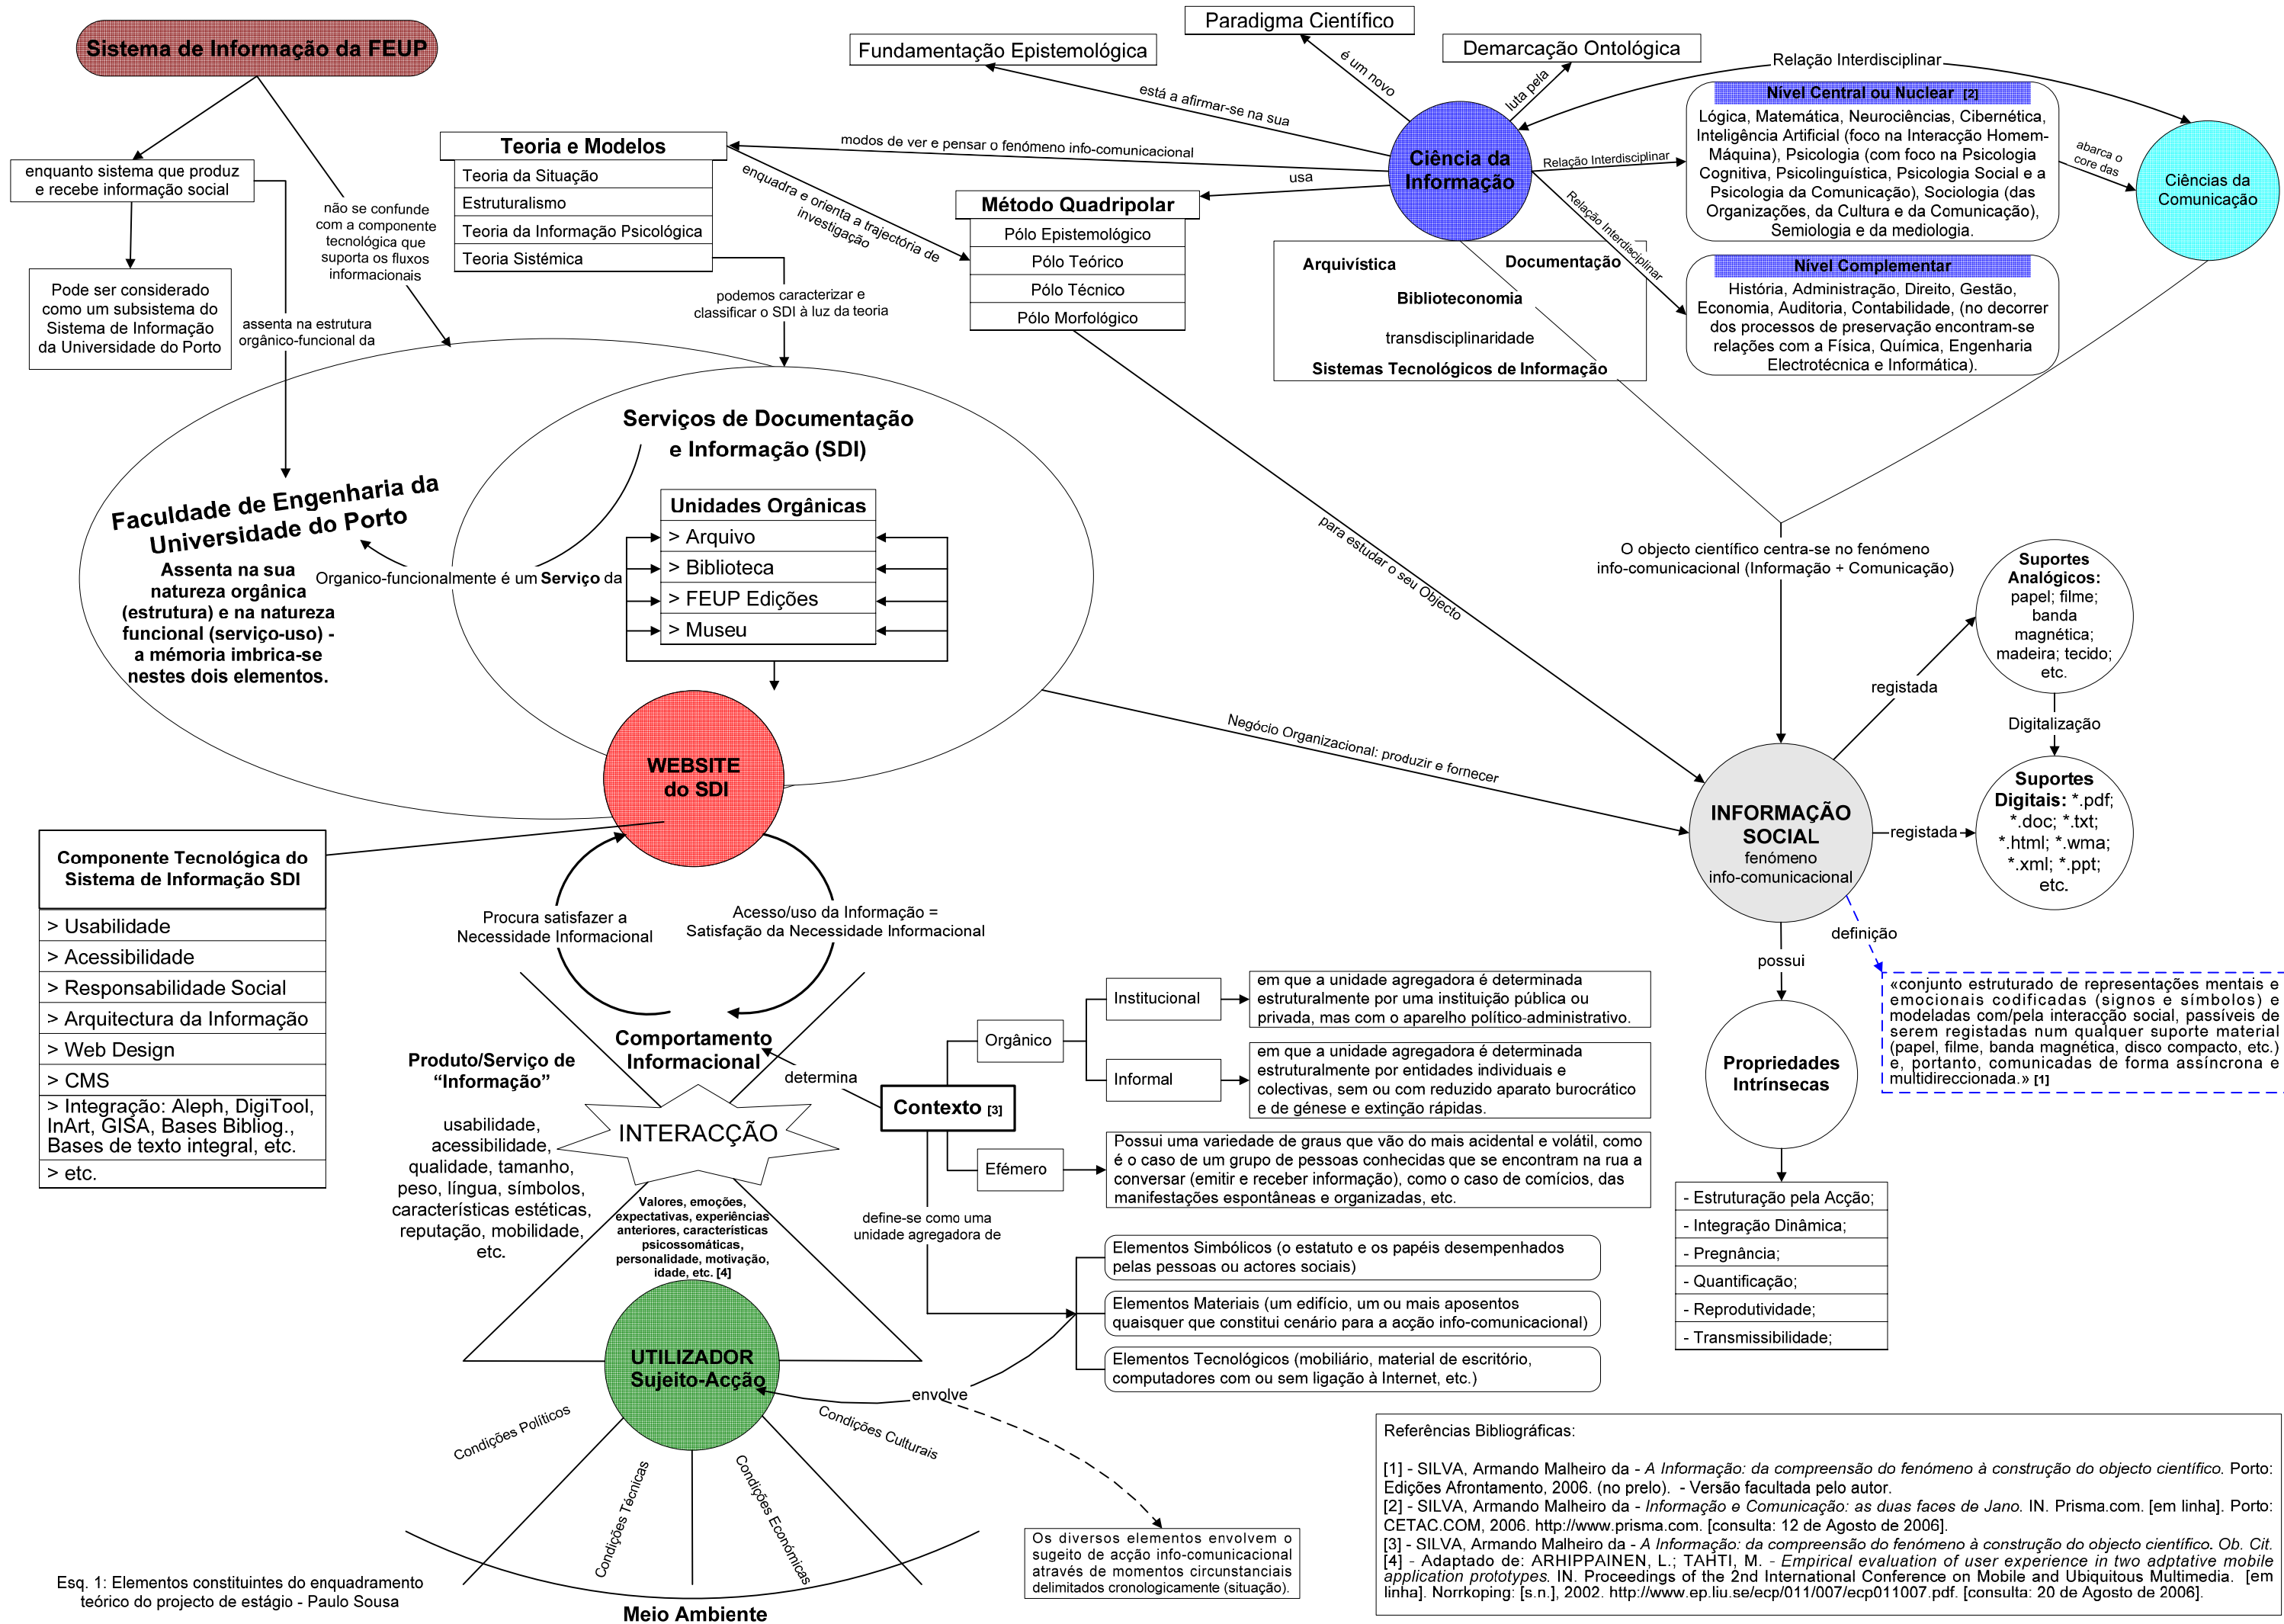 Sistema de Informação da FEUP
Fundamentação Epistemológica
Paradigma Científico
Demarcação Ontológica
Relação Interdisciplinar
está a afirmar-se na sua
é um novo
luta pela
Nível Central ou Nuclear [2]
Lógica, Matemática, Neurociências, Cibernética,
Inteligência Artificial (foco na Interacção Homem-
Máquina), Psicologia (com foco na Psicologia
Cognitiva, Psicolinguística, Psicologia Social e a
Psicologia da Comunicação), Sociologia (das
Organizações, da Cultura e da Comunicação),
Semiologia e da mediologia.
abarca o
core das
Ciências da
Comunicação
Ciência da
Informação
Relação Interdisciplinar
Relação Interdisciplinar
Nível Complementar
História, Administração, Direito, Gestão,
Economia, Auditoria, Contabilidade, (no decorrer
dos processos de preservação encontram-se
relações com a Física, Química, Engenharia
Electrotécnica e Informática).
modos de ver e pensar o fenómeno info-comunicacional
usa
Teoria e Modelos
Teoria da Situação
Estruturalismo
Teoria da Informação Psicológica
Teoria Sistémica
enquadra e orienta a trajectória de
investigação
Método Quadripolar
Pólo Epistemológico
Pólo Teórico
Pólo Técnico
Pólo Morfológico
Arquivística
Documentação
Biblioteconomia
transdisciplinaridade
Sistemas Tecnológicos de Informação
enquanto sistema que produz
e recebe informação social
não se confunde
com a componente
tecnológica que
suporta os fluxos
informacionais
Pode ser considerado
como um subsistema do
Sistema de Informação
da Universidade do Porto
assenta na estrutura
orgânico-funcional da
podemos caracterizar e
classificar o SDI à luz da teoria
Serviços de Documentação
e Informação (SDI)
Faculdade de Engenharia da
Universidade do Porto
Assenta na sua
natureza orgânica
(estrutura) e na natureza
funcional (serviço-uso) -
a mémoria imbrica-se
nestes dois elementos.
Organico-funcionalmente é um Serviço da
Unidades Orgânicas
> Arquivo
> Biblioteca
> FEUP Edições
> Museu
para estudar o seu Objecto
O objecto científico centra-se no fenómeno
info-comunicacional (Informação + Comunicação)
Negócio Organizacional: produzir e fornecer
Suportes
Analógicos:
papel; filme;
banda
magnética;
madeira; tecido;
etc.
registada
Digitalização
Suportes
Digitais: *.pdf;
*.doc; *.txt;
*.html; *.wma;
*.xml; *.ppt;
etc.
registada
INFORMAÇÃO
SOCIAL
fenómeno
info-comunicacional
definição
possui
«conjunto estruturado de representações mentais e
emocionais codificadas (signos e símbolos) e
modeladas com/pela interacção social, passíveis de
serem registadas num qualquer suporte material
(papel, filme, banda magnética, disco compacto, etc.)
e, portanto, comunicadas de forma assíncrona e
multidireccionada.» [1]
Propriedades
Intrínsecas
- Estruturação pela Acção;
- Integração Dinâmica;
- Pregnância;
- Quantificação;
- Reprodutividade;
- Transmissibilidade;
WEBSITE
do SDI
Componente Tecnológica do
Sistema de Informação SDI
> Usabilidade
> Acessibilidade
> Responsabilidade Social
> Arquitectura da Informação
> Web Design
> CMS
> Integração: Aleph, DigiTool,
InArt, GISA, Bases Bibliog.,
Bases de texto integral, etc.
> etc.
Procura satisfazer a
Necessidade Informacional
Acesso/uso da Informação =
Satisfação da Necessidade Informacional
Comportamento
Informacional
Produto/Serviço de
“Informação”
usabilidade,
acessibilidade,
qualidade, tamanho,
peso, língua, símbolos,
características estéticas,
reputação, mobilidade,
etc.
INTERACÇÃO
Valores, emoções,
expectativas, experiências
anteriores, características
psicossomáticas,
personalidade, motivação,
idade, etc. [4]
determina
Contexto [3]
Orgânico
Institucional
em que a unidade agregadora é determinada
estruturalmente por uma instituição pública ou
privada, mas com o aparelho político-administrativo.
Informal
em que a unidade agregadora é determinada
estruturalmente por entidades individuais e
colectivas, sem ou com reduzido aparato burocrático
e de génese e extinção rápidas.
Efémero
Possui uma variedade de graus que vão do mais acidental e volátil, como
é o caso de um grupo de pessoas conhecidas que se encontram na rua a
conversar (emitir e receber informação), como o caso de comícios, das
manifestações espontâneas e organizadas, etc.
define-se como uma
unidade agregadora de
Elementos Simbólicos (o estatuto e os papéis desempenhados
pelas pessoas ou actores sociais)
Elementos Materiais (um edifício, um ou mais aposentos
quaisquer que constitui cenário para a acção info-comunicacional)
Elementos Tecnológicos (mobiliário, material de escritório,
computadores com ou sem ligação à Internet, etc.)
UTILIZADOR
Sujeito-Acção
envolve
Condições Políticos
Condições Técnicas
Condições Económicas
Condições Culturais
Meio Ambiente
Os diversos elementos envolvem o
sugeito de acção info-comunicacional
através de momentos circunstanciais
delimitados cronologicamente (situação).
Referências Bibliográficas:
[1] - SILVA, Armando Malheiro da - A Informação: da compreensão do fenómeno à construção do objecto científico. Porto:
Edições Afrontamento, 2006. (no prelo). - Versão facultada pelo autor.
[2] - SILVA, Armando Malheiro da - Informação e Comunicação: as duas faces de Jano. IN. Prisma.com. [em linha]. Porto:
CETAC.COM, 2006. http://www.prisma.com. [consulta: 12 de Agosto de 2006].
[3] - SILVA, Armando Malheiro da - A Informação: da compreensão do fenómeno à construção do objecto científico. Ob. Cit.
[4] - Adaptado de: ARHIPPAINEN, L.; TAHTI, M. - Empirical evaluation of user experience in two adptative mobile
application prototypes. IN. Proceedings of the 2nd International Conference on Mobile and Ubiquitous Multimedia. [em
linha]. Norrkoping: [s.n.], 2002. http://www.ep.liu.se/ecp/011/007/ecp011007.pdf. [consulta: 20 de Agosto de 2006].
Esq. 1: Elementos constituintes do enquadramento
teórico do projecto de estágio - Paulo Sousa